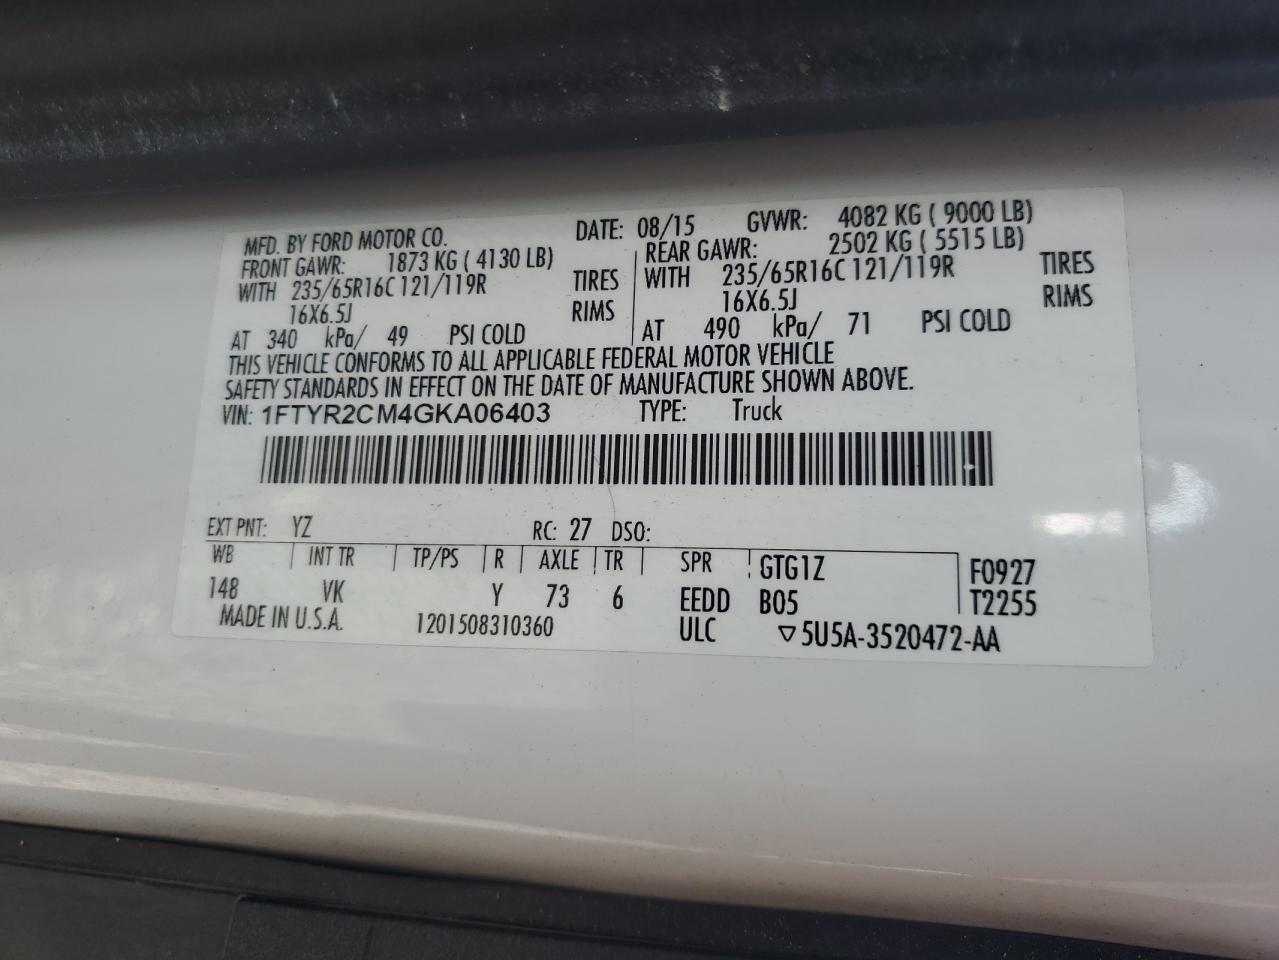 MFD. BY FORD MOTOR CO. DATE: 08/15 GVWR: 4082 KG ( 9000 LB)
FRONT GAWR: 1873 KG ( 4130 LB) REAR GAWR: 2502 KG ( 5515 LB)
WITH 235/65R16C 121/119R TIRES WITH 235/65R16C 121/119R TIRES
16X6.5J RIMS 16X6.5J RIMS
AT 340 kPa/ 49 PSI COLD AT 490 kPa/ 71 PSI COLD
THIS VEHICLE CONFORMS TO ALL APPLICABLE FEDERAL MOTOR VEHICLE
SAFETY STANDARDS IN EFFECT ON THE DATE OF MANUFACTURE SHOWN ABOVE.
VIN: 1FTYR2CM4GKA06403 TYPE: Truck
EXT PNT: YZ RC: 27 DSO:
WB INT TR TP/PS R AXLE TR SPR GTG1Z F0927
148 VK Y 73 6 EEDD B05 T2255
MADE IN U.S.A. 1201508310360 ULC ▽5U5A-3520472-AA